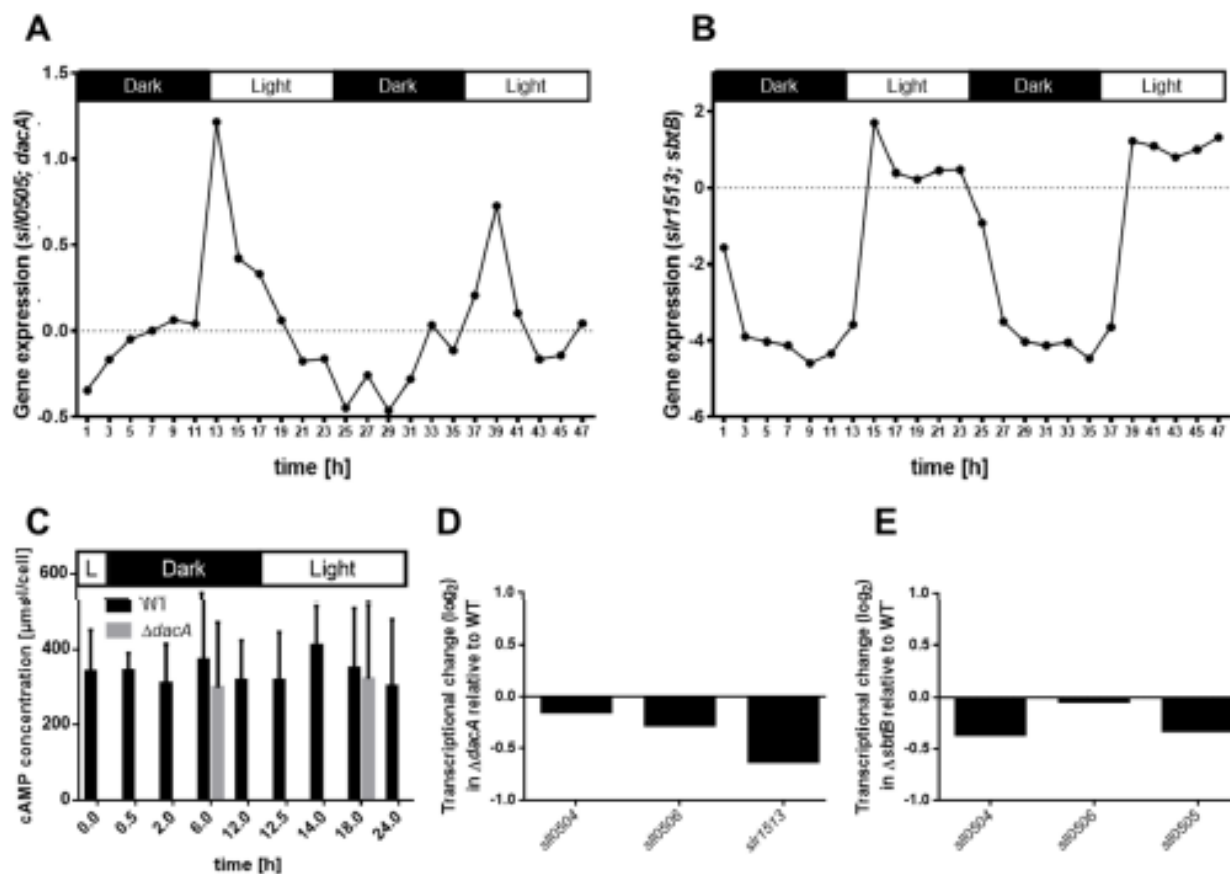 A
Dark Light Dark Light
Gene expression (sll0505; dacA)
1.5
1.0
0.5
0.0
-0.5
1 3 5 7 9 11 13 15 17 19 21 23 25 27 29 31 33 35 37 39 41 43 45 47
time [h]
B
Dark Light Dark Light
Gene expression (slr1513; sbtB)
2
0
-2
-4
-6
1 3 5 7 9 11 13 15 17 19 21 23 25 27 29 31 33 35 37 39 41 43 45 47
time [h]
C
L Dark Light
cAMP concentration [µmol/cell]
600
400
200
0
WT
ΔdacA
0.0 0.5 2.0 6.0 12.0 12.5 14.0 18.0 24.0
time [h]
D
Transcriptional change (log2)
in ΔdacA relative to WT
1.0
0.5
0.0
-0.5
-1.0
sll0504 sll0506 slr1513
E
Transcriptional change (log2)
in ΔsbtB relative to WT
1.0
0.5
0.0
-0.5
-1.0
sll0504 sll0506 sll0505